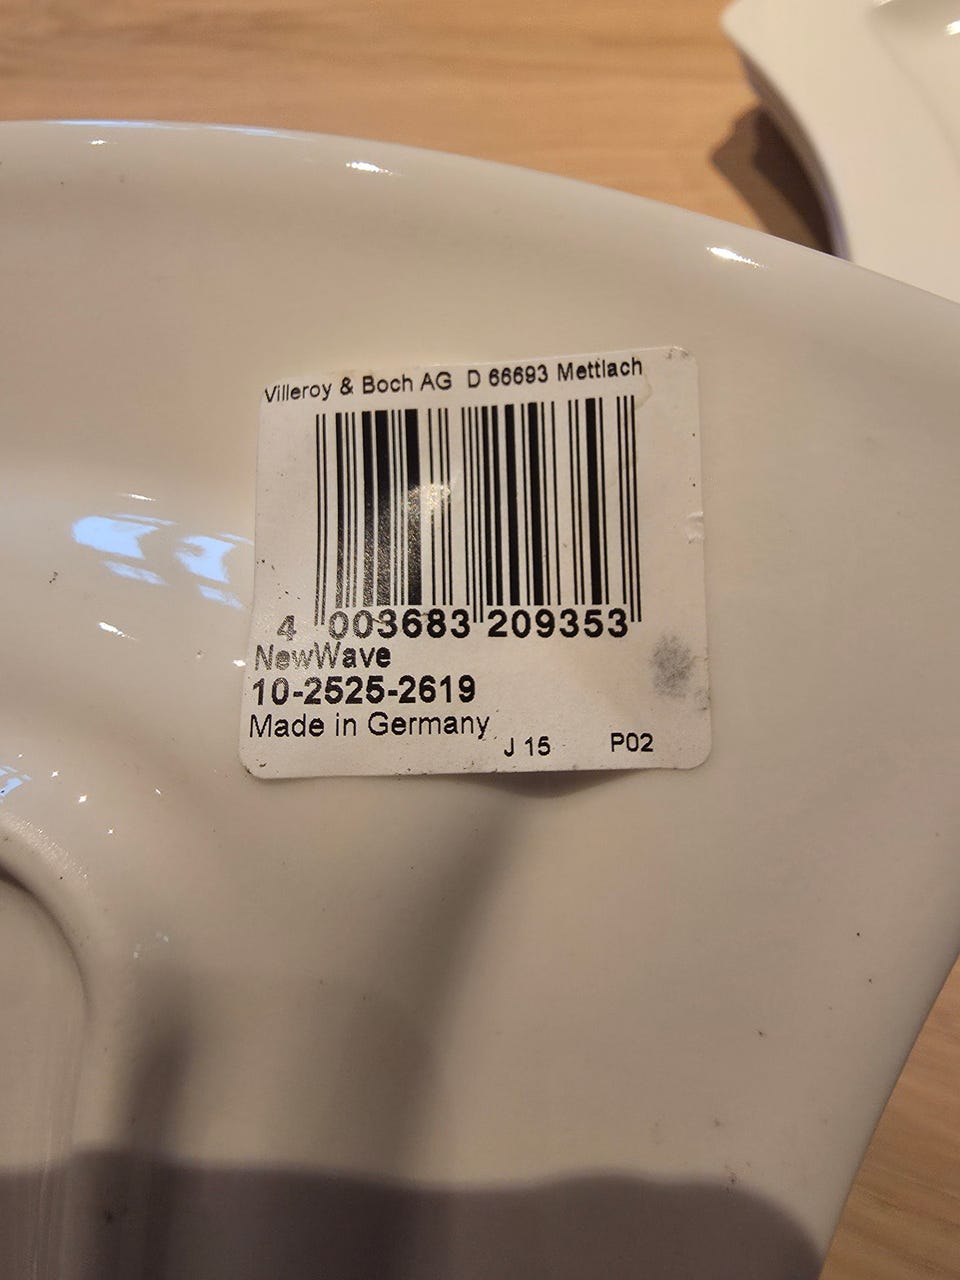 Villeroy & Boch AG D 66693 Mettlach
4 003683 209353
NewWave
10-2525-2619
Made in Germany
J 15 P02